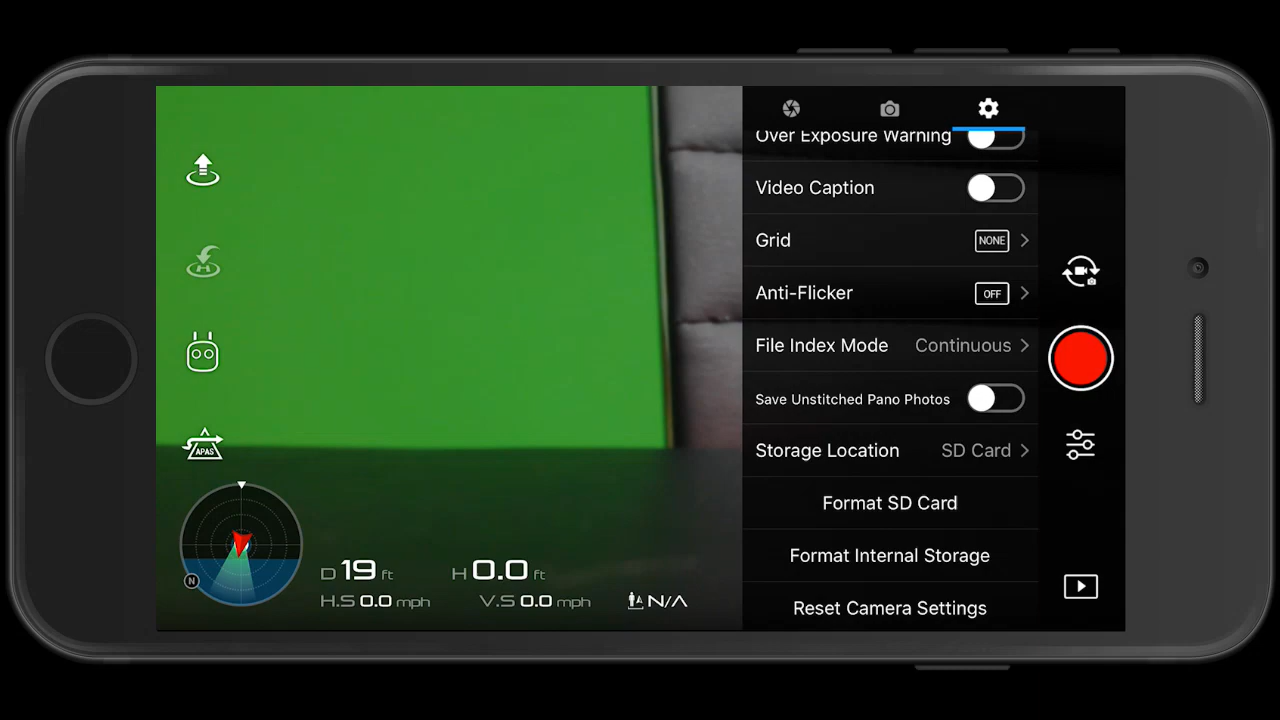 Over Exposure Warning
Video Caption
Grid NONE
Anti-Flicker OFF
File Index Mode Continuous
Save Unstitched Pano Photos
Storage Location SD Card
Format SD Card
Format Internal Storage
Reset Camera Settings
H
APAS
N
D 19 ft H 0.0 ft
H.S 0.0 mph V.S 0.0 mph N/A